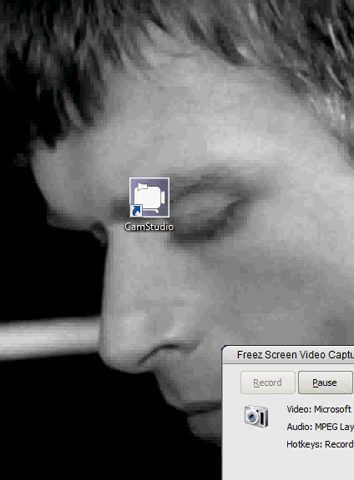 CamStudio
Freez Screen Video Captu
Record
Pause
Video: Microsoft
Audio: MPEG Lay
Hotkeys: Record